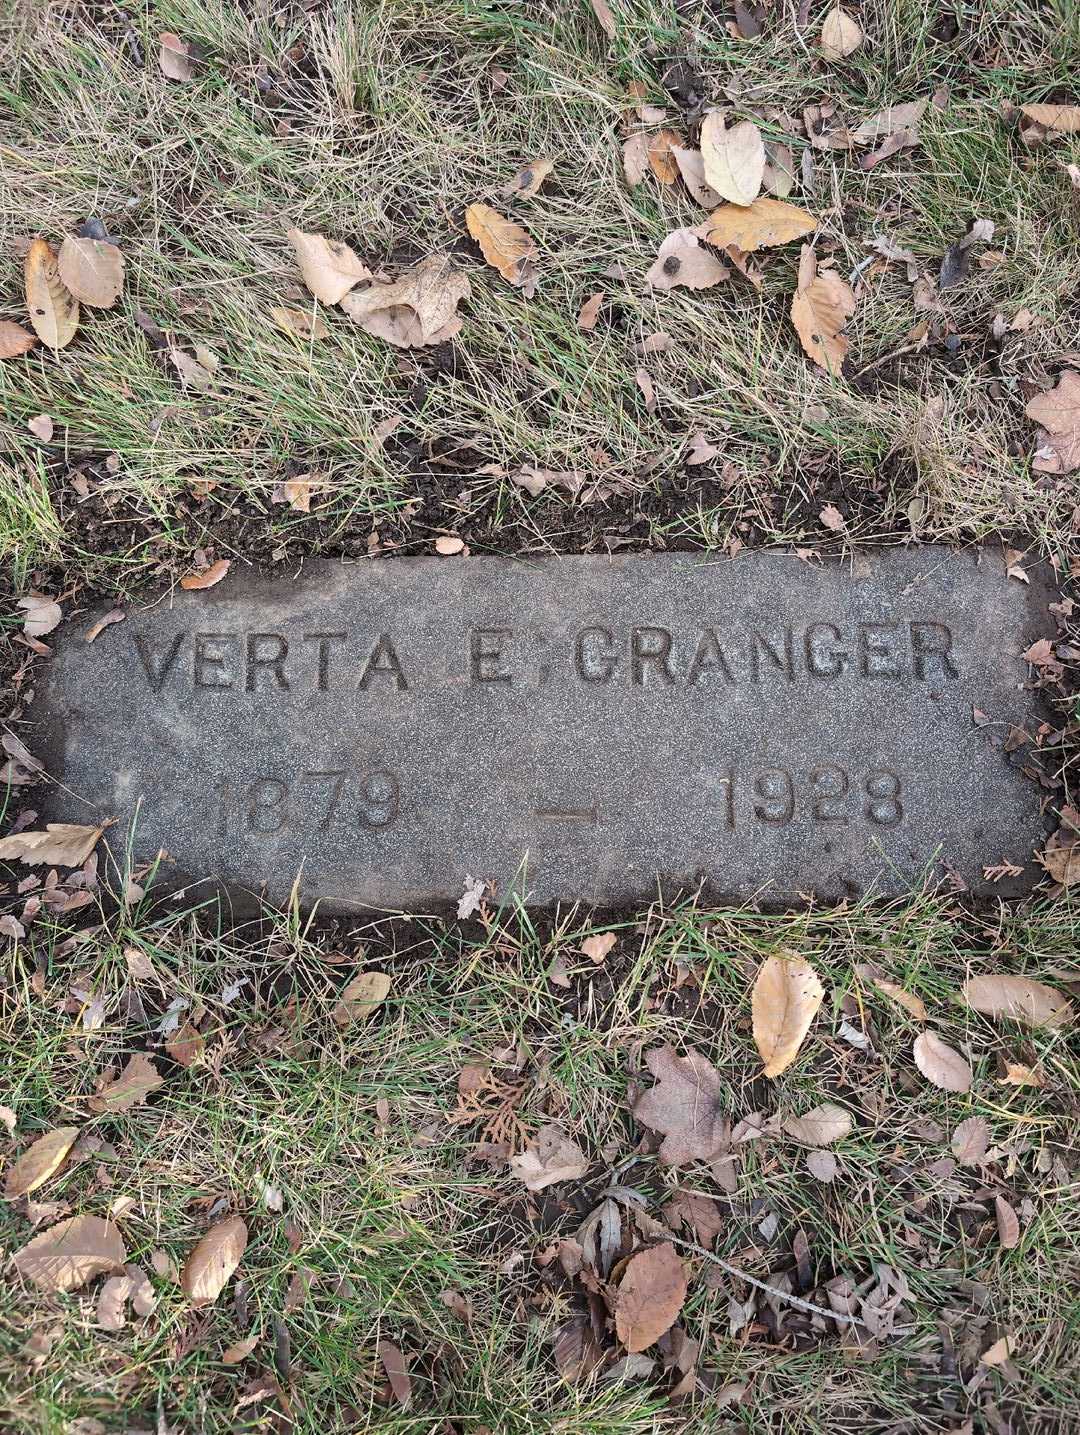 VERTA E. GRANGER
1879 — 1928